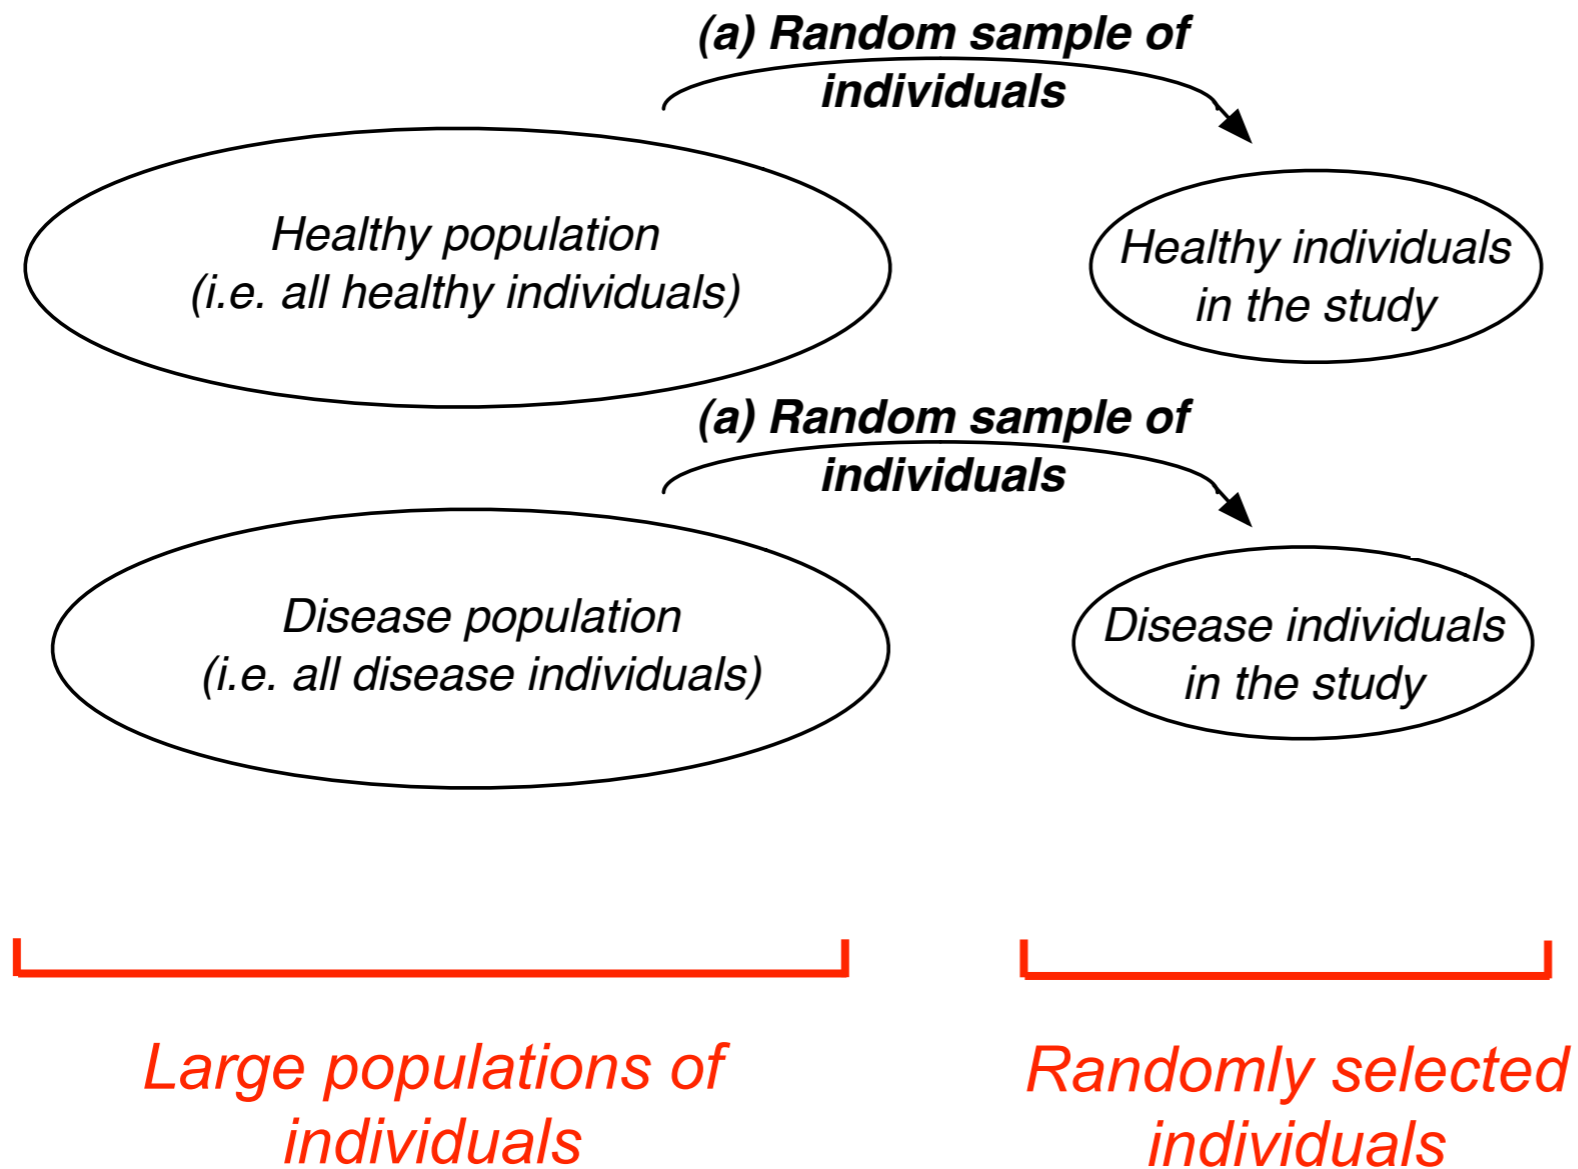 (a) Random sample of
individuals
Healthy population
(i.e. all healthy individuals)
Healthy individuals
in the study
(a) Random sample of
individuals
Disease population
(i.e. all disease individuals)
Disease individuals
in the study
Large populations of
individuals
Randomly selected
individuals